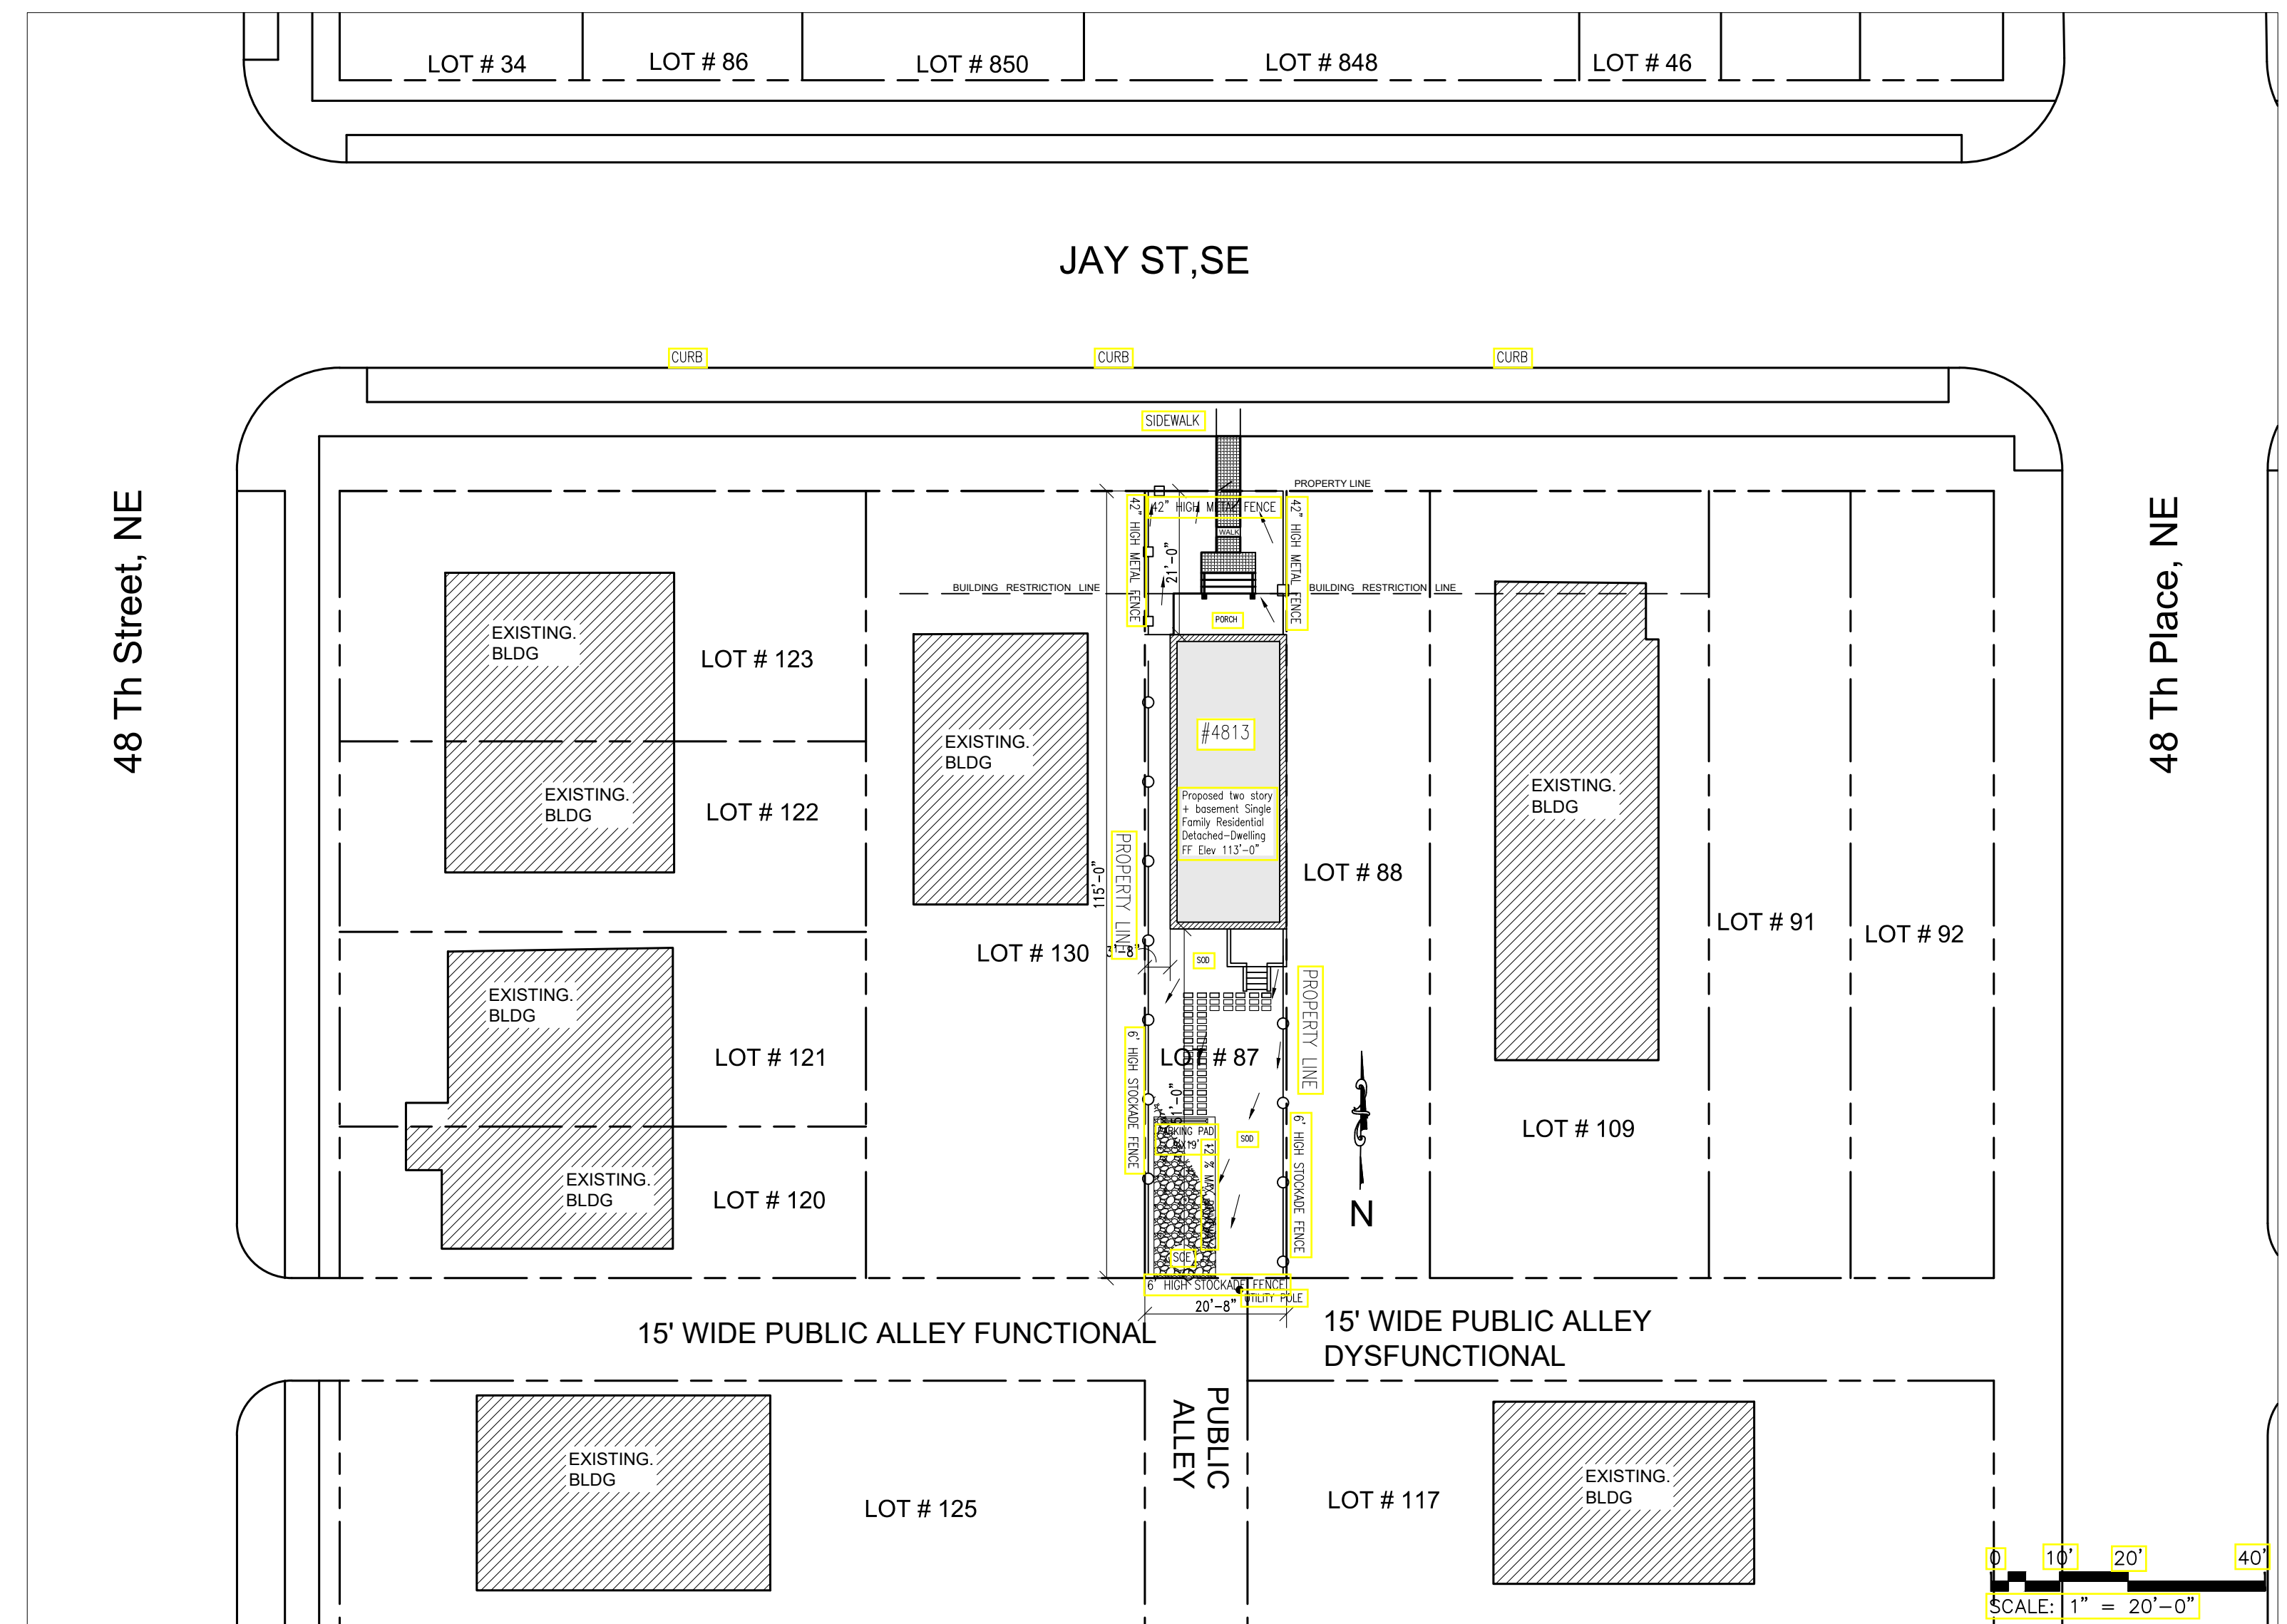 LOT # 34
LOT # 86
LOT # 850
LOT # 848
LOT # 46
JAY ST,SE
CURB
CURB
CURB
SIDEWALK
48 Th Street, NE
48 Th Place, NE
PROPERTY LINE
42" HIGH METAL FENCE
42" HIGH METAL FENCE
42" HIGH METAL FENCE
WALK
21'-0"
BUILDING RESTRICTION LINE
BUILDING RESTRICTION LINE
PORCH
EXISTING.
BLDG
LOT # 123
EXISTING.
BLDG
LOT # 122
EXISTING.
BLDG
#4813
Proposed two story
+ basement Single
Family Residential
Detached-Dwelling
FF Elev 113'-0"
EXISTING.
BLDG
PROPERTY LINE
115'-0"
LOT # 88
LOT # 91
LOT # 92
LOT # 130
3'-8"
SOD
PROPERTY LINE
EXISTING.
BLDG
LOT # 121
LOT # 87
6' HIGH STOCKADE FENCE
LOT # 109
PARKING PAD
SOD
12 % MAX
6' HIGH STOCKADE FENCE
EXISTING.
BLDG
LOT # 120
N
SCE
6' HIGH STOCKADE FENCE
UTILITY POLE
20'-8"
15' WIDE PUBLIC ALLEY FUNCTIONAL
15' WIDE PUBLIC ALLEY
DYSFUNCTIONAL
PUBLIC
ALLEY
EXISTING.
BLDG
LOT # 125
LOT # 117
EXISTING.
BLDG
0 10' 20' 40'
SCALE: 1" = 20'-0"